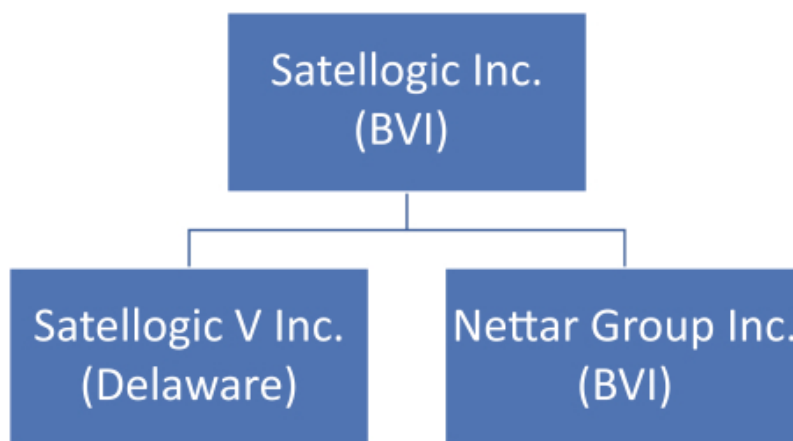 Satellogic Inc.
(BVI)
Satellogic V Inc.
(Delaware)
Nettar Group Inc.
(BVI)